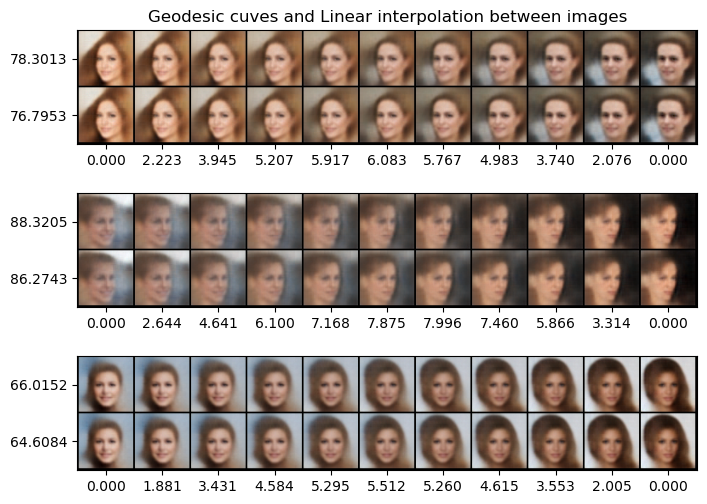 Geodesic cuves and Linear interpolation between images
78.3013
76.7953
0.000 2.223 3.945 5.207 5.917 6.083 5.767 4.983 3.740 2.076 0.000
88.3205
86.2743
0.000 2.644 4.641 6.100 7.168 7.875 7.996 7.460 5.866 3.314 0.000
66.0152
64.6084
0.000 1.881 3.431 4.584 5.295 5.512 5.260 4.615 3.553 2.005 0.000